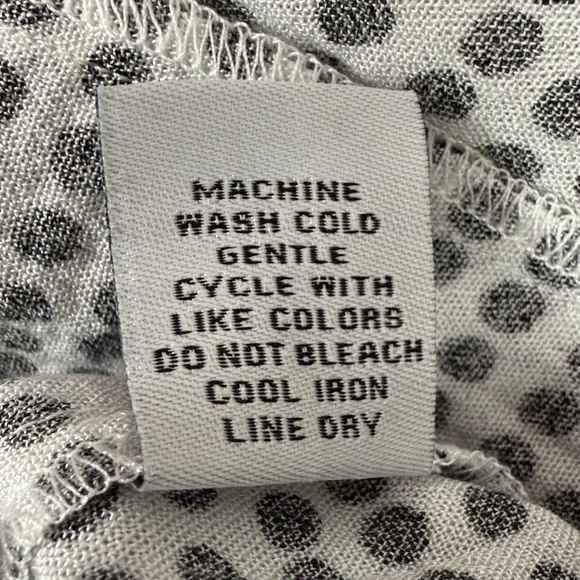 MACHINE
WASH COLD
GENTLE
CYCLE WITH
LIKE COLORS
DO NOT BLEACH
COOL IRON
LINE DRY